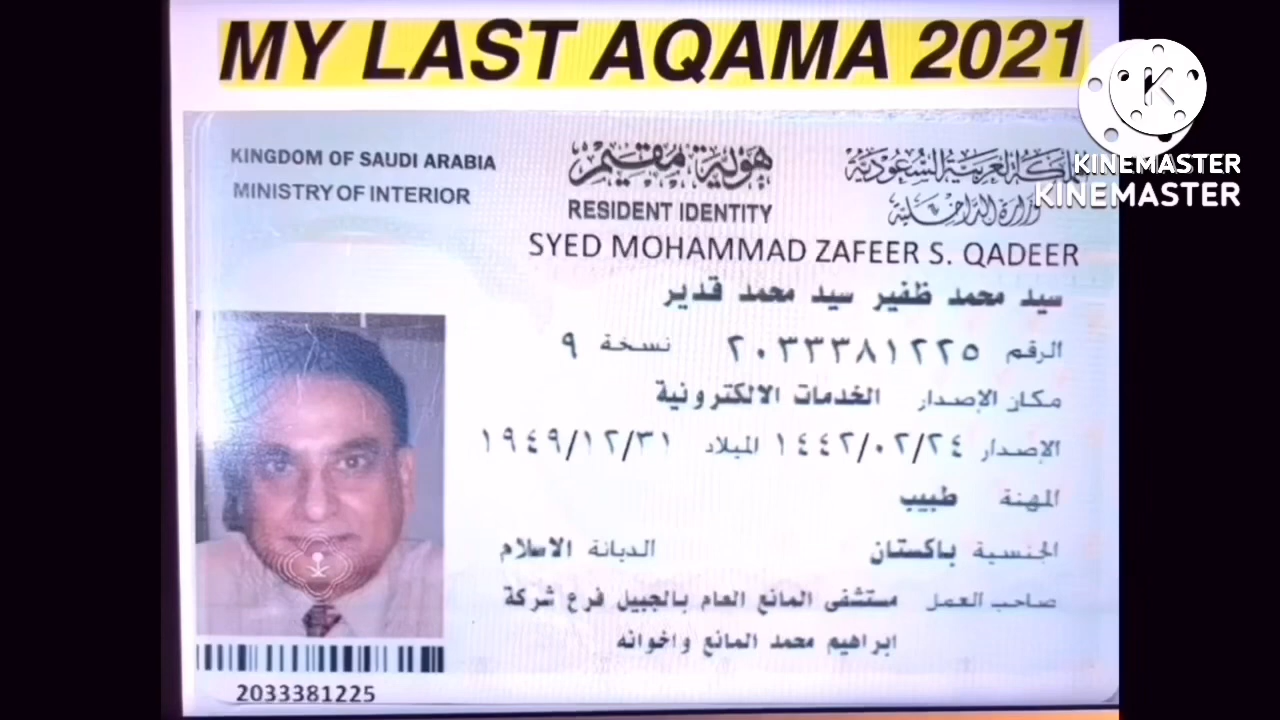 MY LAST AQAMA 2021
KINEMASTER
KINEMASTER
KINGDOM OF SAUDI ARABIA
MINISTRY OF INTERIOR
هوية مقيم
RESIDENT IDENTITY
المملكة العربية السعودية
وزارة الداخلية
SYED MOHAMMAD ZAFEER S. QADEER
سيد محمد ظفير سيد محمد قدير
الرقم ٢٠٣٣٣٨١٢٢٥ نسخة ٩
مكان الإصدار الخدمات الالكترونية
الإصدار ١٤٤٢/٠٢/٢٤ الميلاد ١٩٤٩/١٢/٣١
المهنة طبيب
الجنسية باكستان الديانة الاسلام
صاحب العمل مستشفى المانع العام بالجبيل فرع شركة
ابراهيم محمد المانع واخوانه
2033381225